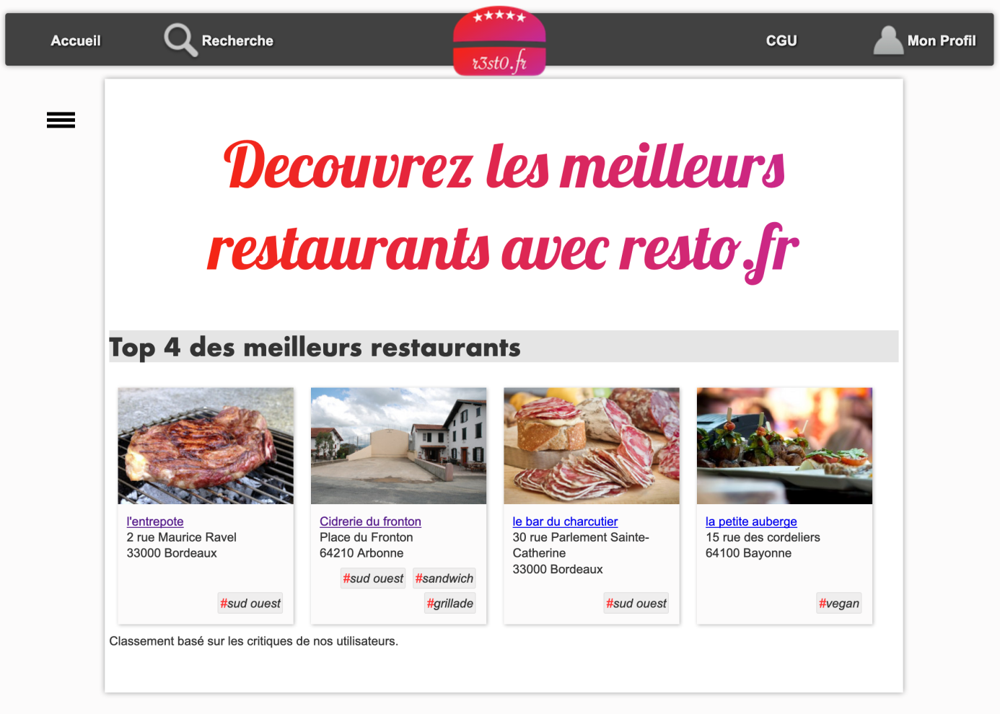 Accueil
Recherche
r3st0.fr
CGU
Mon Profil
Decouvrez les meilleurs
restaurants avec resto.fr
Top 4 des meilleurs restaurants
l'entrepote
2 rue Maurice Ravel
33000 Bordeaux
#sud ouest
Cidrerie du fronton
Place du Fronton
64210 Arbonne
#sud ouest #sandwich
#grillade
le bar du charcutier
30 rue Parlement Sainte-
Catherine
33000 Bordeaux
#sud ouest
la petite auberge
15 rue des cordeliers
64100 Bayonne
#vegan
Classement basé sur les critiques de nos utilisateurs.